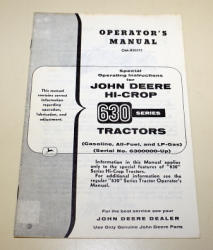 OPERATOR'S
MANUAL
Special
Operating Instructions
for
JOHN DEERE
HI-CROP
630 SERIES
TRACTORS
(Gasoline, All-Fuel, and LP-Gas)
(Serial No. 6300000-Up)
This manual
contains correct
information
regarding
operation,
lubrication, and
adjustment.
Information in this Manual applies
only to the special features of "630"
Series Hi-Crop Tractors.
For additional information see the
regular "630" Series Tractor Operator's
Manual.
For the best service see your
JOHN DEERE DEALER
Use Only Genuine John Deere Parts